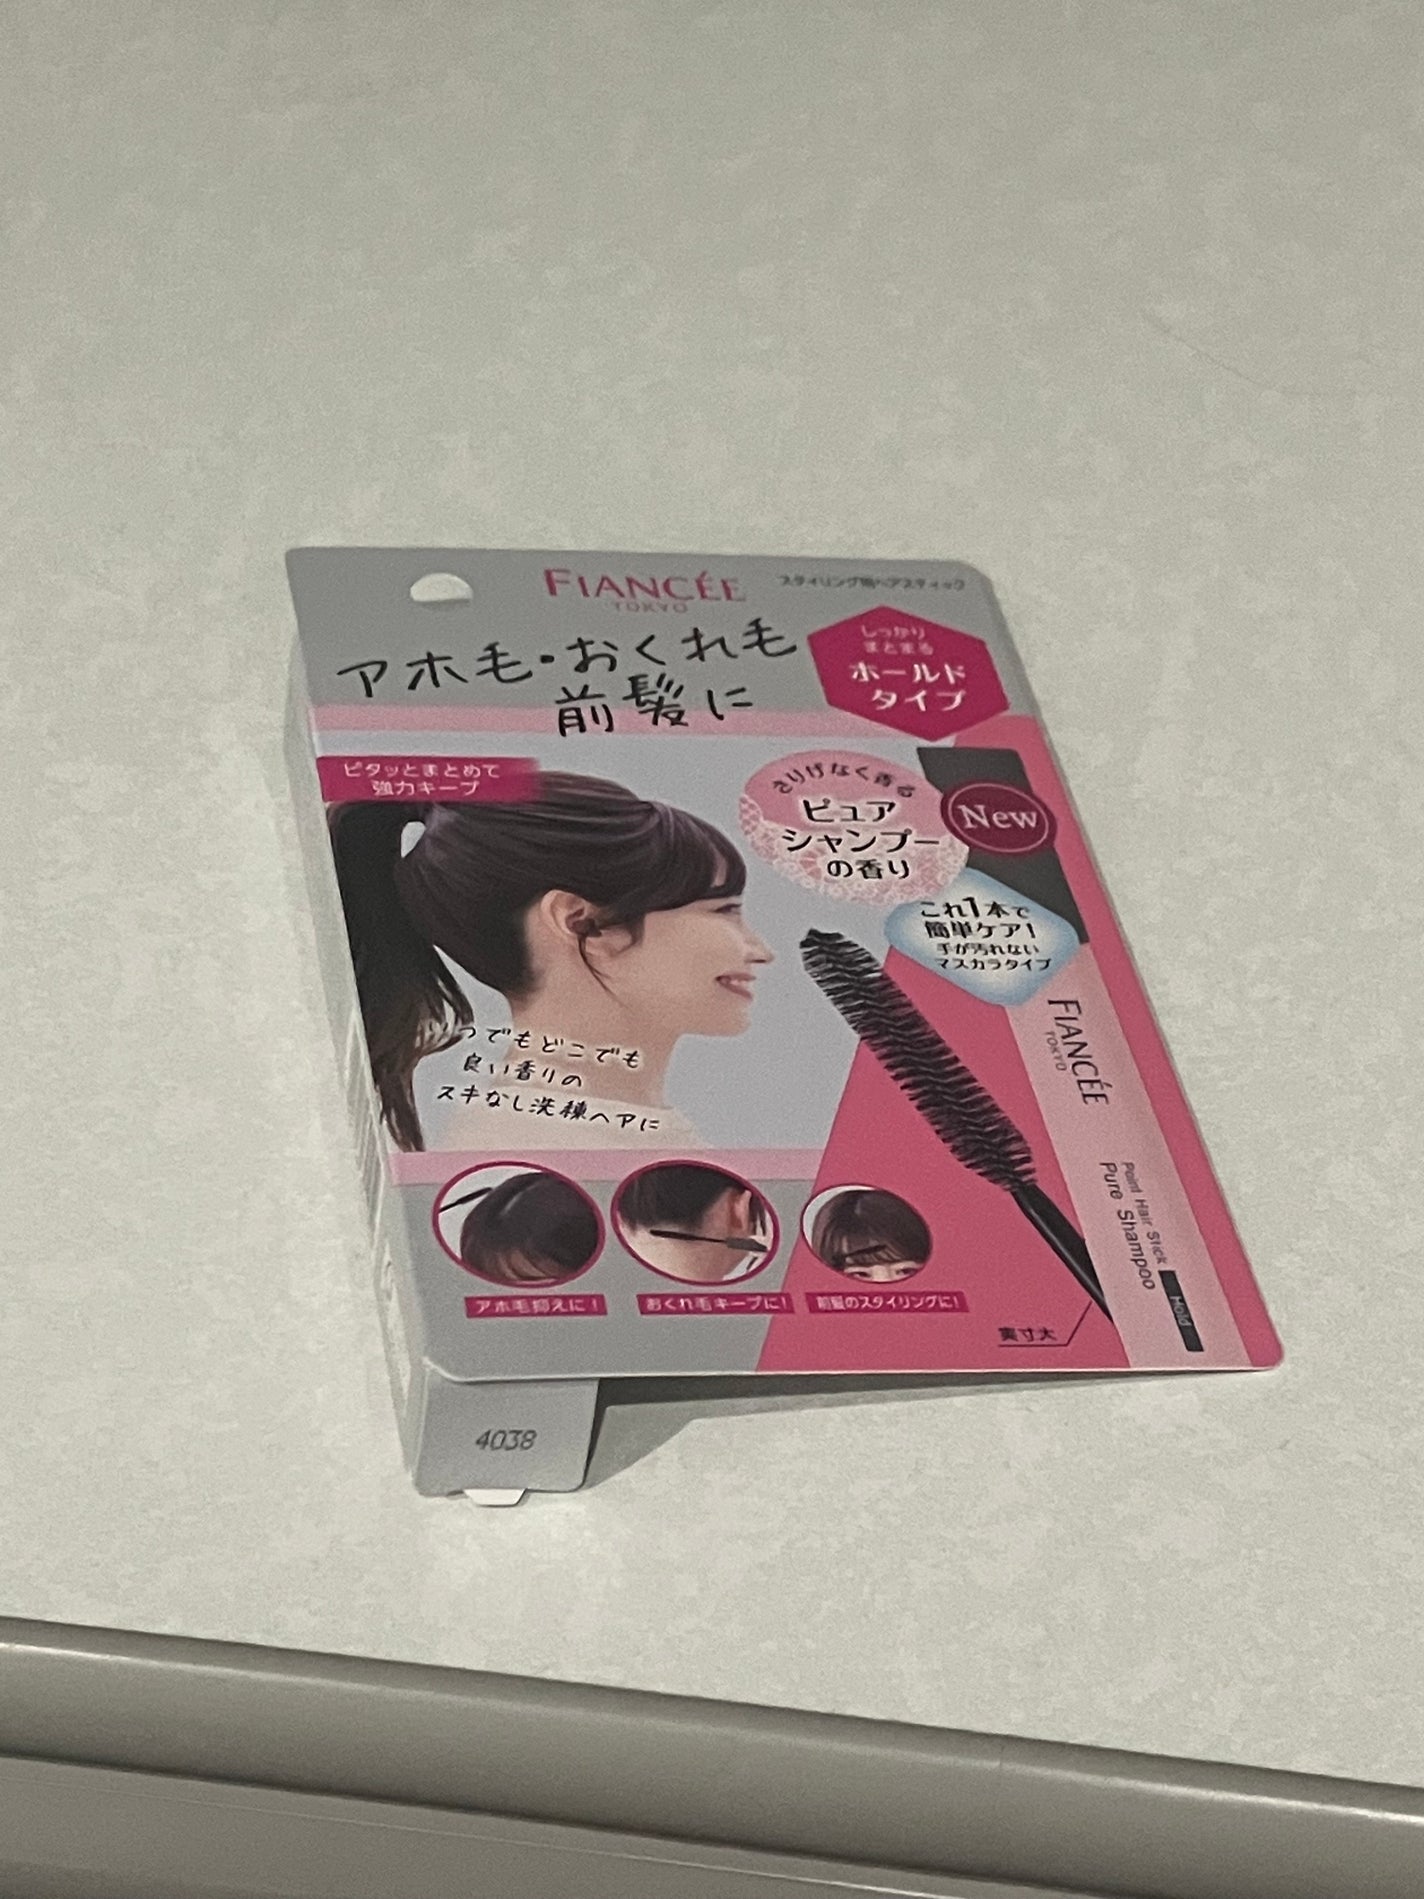 FIANCÉE
TOKYO
スタイリング用ヘアスティック
アホ毛・おくれ毛
前髪に
しっかり
まとまる
ホールド
タイプ
ピタッとまとめて
強力キープ
さりげなく香る
ピュア
シャンプー
の香り
New
これ1本で
簡単ケア!
手が汚れない
マスカラタイプ
FIANCÉE
TOKYO
Point Hair Stick
Pure Shampoo
Hold
いつでもどこでも
良い香りの
スキなし洗練ヘアに
アホ毛抑えに!
おくれ毛キープに!
前髪のスタイリングに!
実寸大
4038